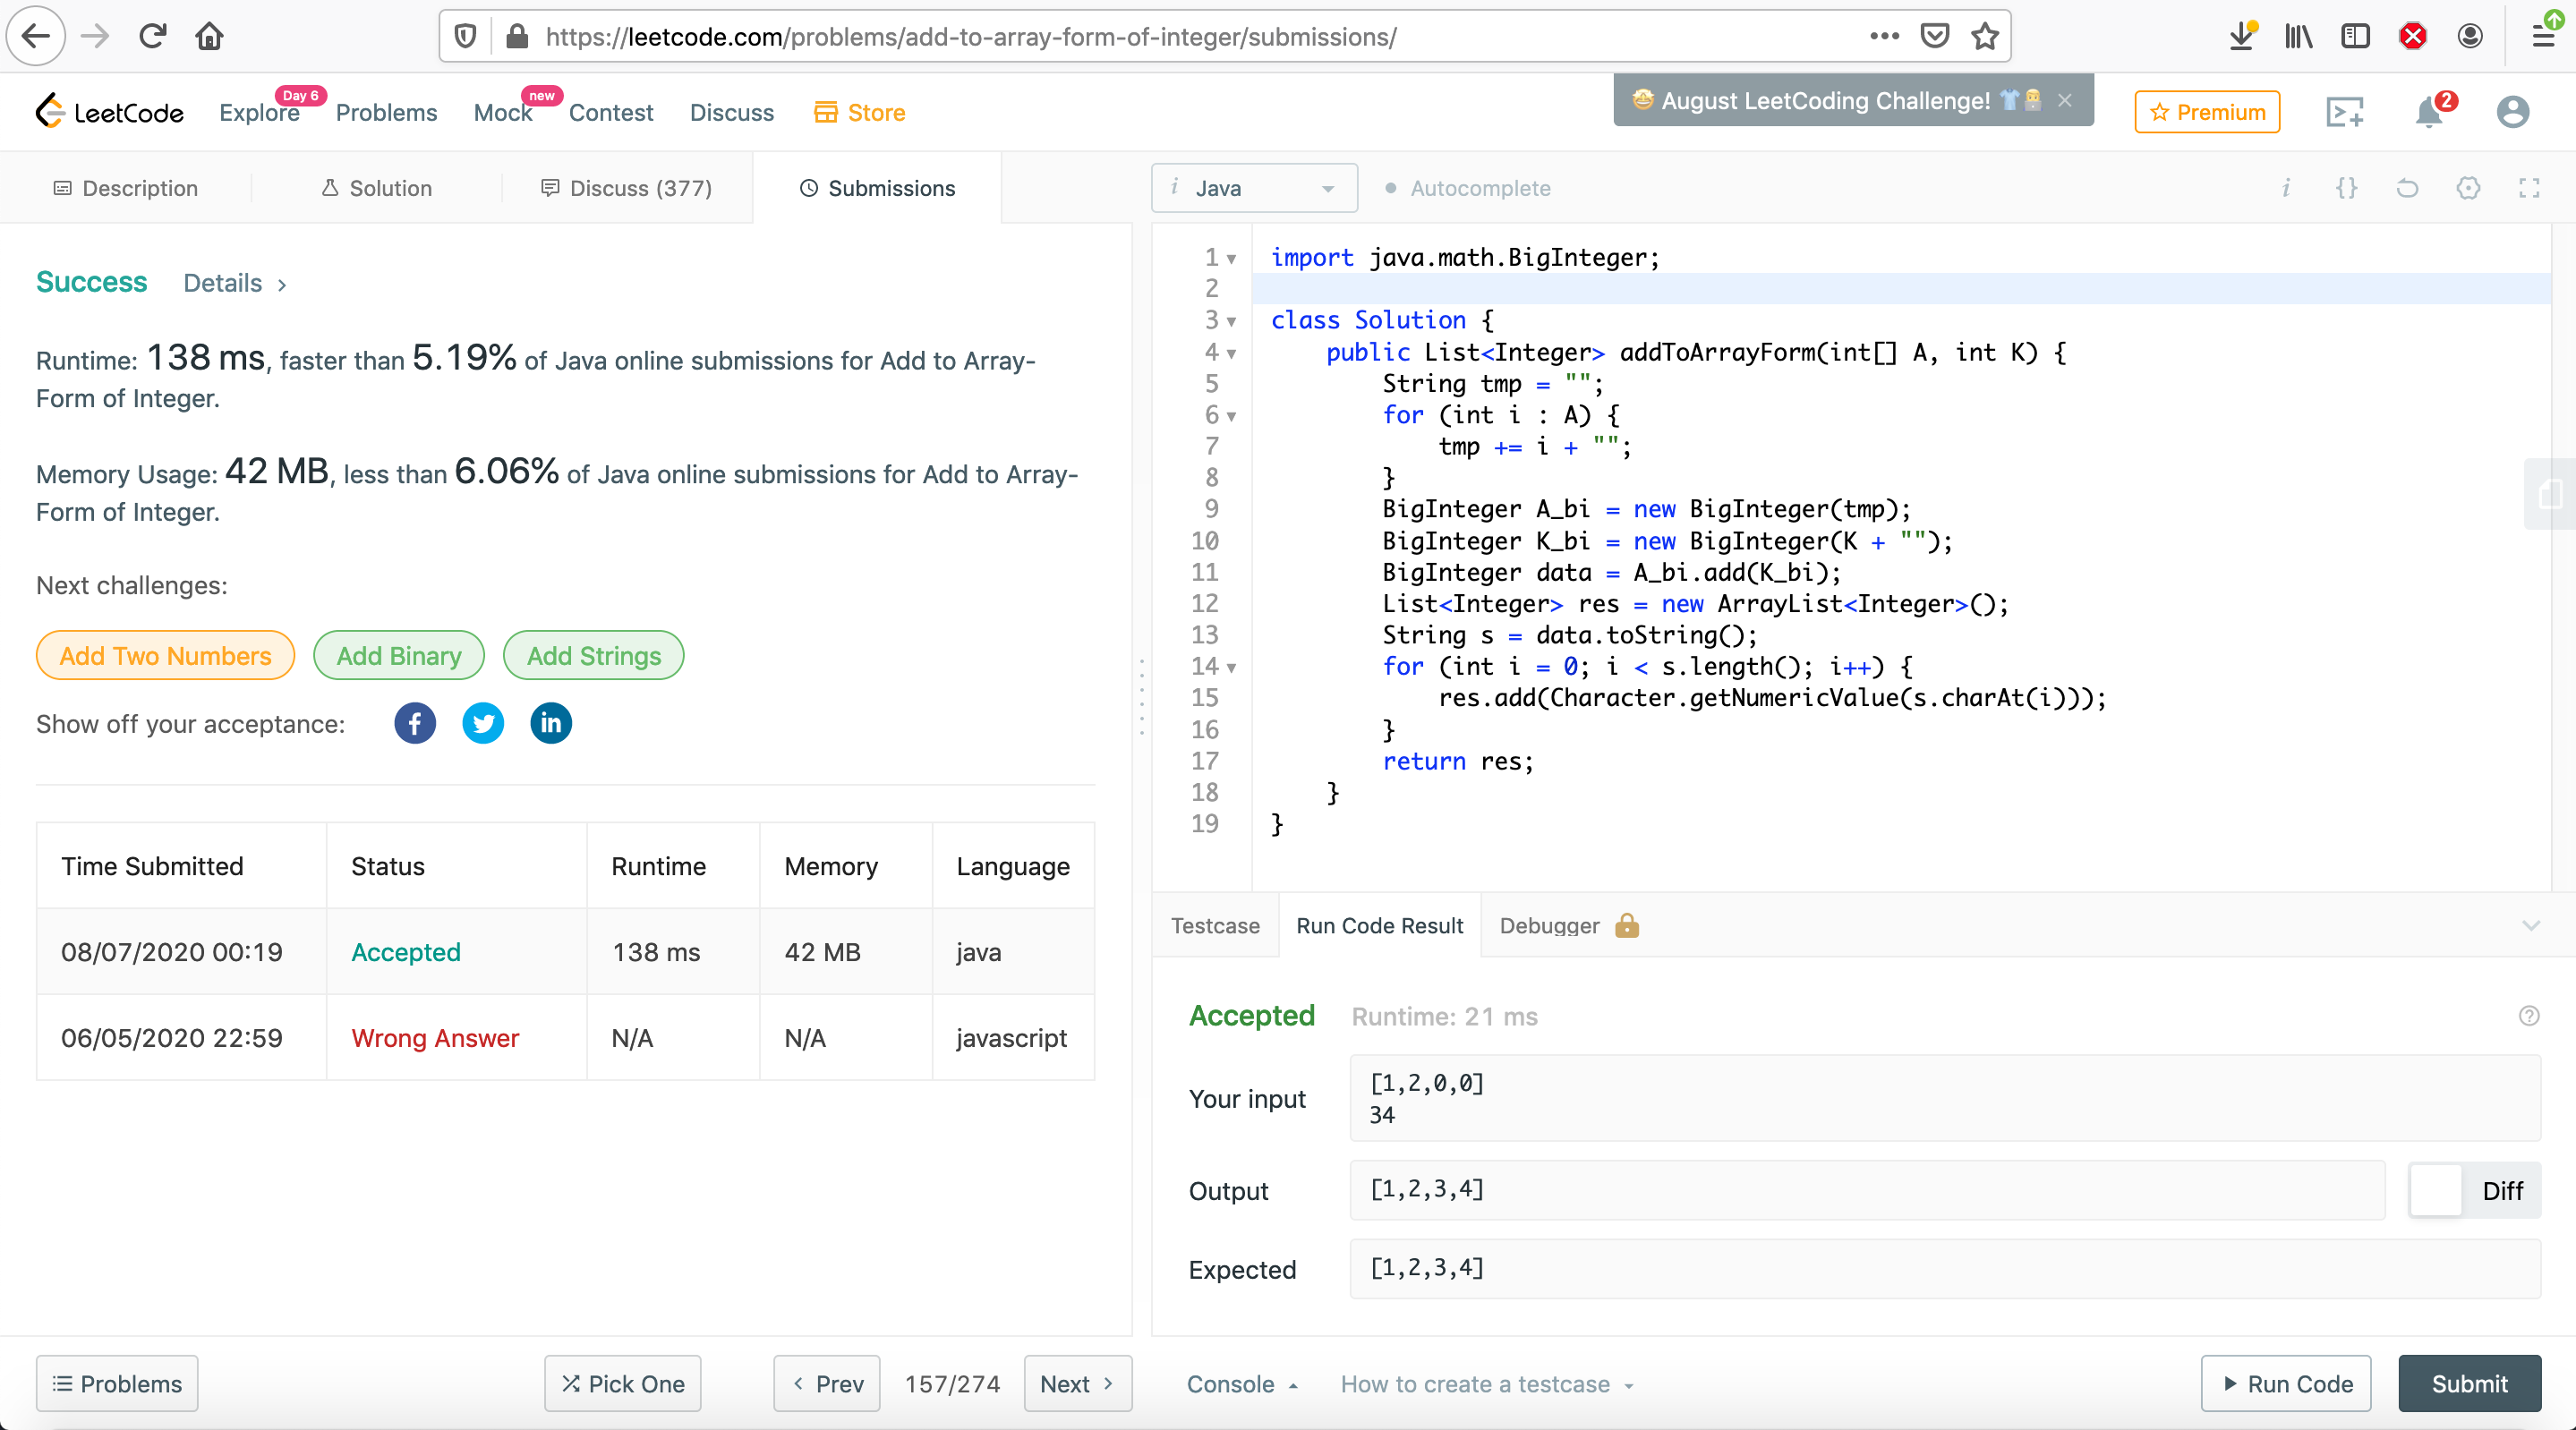 https://leetcode.com/problems/add-to-array-form-of-integer/submissions/
LeetCode
Explore
Day 6
Problems
Mock
new
Contest
Discuss
Store
August LeetCoding Challenge!
Premium
2
Description
Solution
Discuss (377)
Submissions
i Java
Autocomplete
i
{}
Success Details
Runtime: 138 ms, faster than 5.19% of Java online submissions for Add to Array-
Form of Integer.
Memory Usage: 42 MB, less than 6.06% of Java online submissions for Add to Array-
Form of Integer.
Next challenges:
Add Two Numbers Add Binary Add Strings
Show off your acceptance:
Time Submitted Status Runtime Memory Language
08/07/2020 00:19 Accepted 138 ms 42 MB java
06/05/2020 22:59 Wrong Answer N/A N/A javascript
1 import java.math.BigInteger;
2
3 class Solution {
4 public List<Integer> addToArrayForm(int[] A, int K) {
5 String tmp = "";
6 for (int i : A) {
7 tmp += i + "";
8 }
9 BigInteger A_bi = new BigInteger(tmp);
10 BigInteger K_bi = new BigInteger(K + "");
11 BigInteger data = A_bi.add(K_bi);
12 List<Integer> res = new ArrayList<Integer>();
13 String s = data.toString();
14 for (int i = 0; i < s.length(); i++) {
15 res.add(Character.getNumericValue(s.charAt(i)));
16 }
17 return res;
18 }
19 }
Testcase Run Code Result Debugger
Accepted Runtime: 21 ms
Your input
[1,2,0,0]
34
Output
[1,2,3,4]
Diff
Expected
[1,2,3,4]
Problems
Pick One
Prev
157/274
Next
Console
How to create a testcase
Run Code
Submit